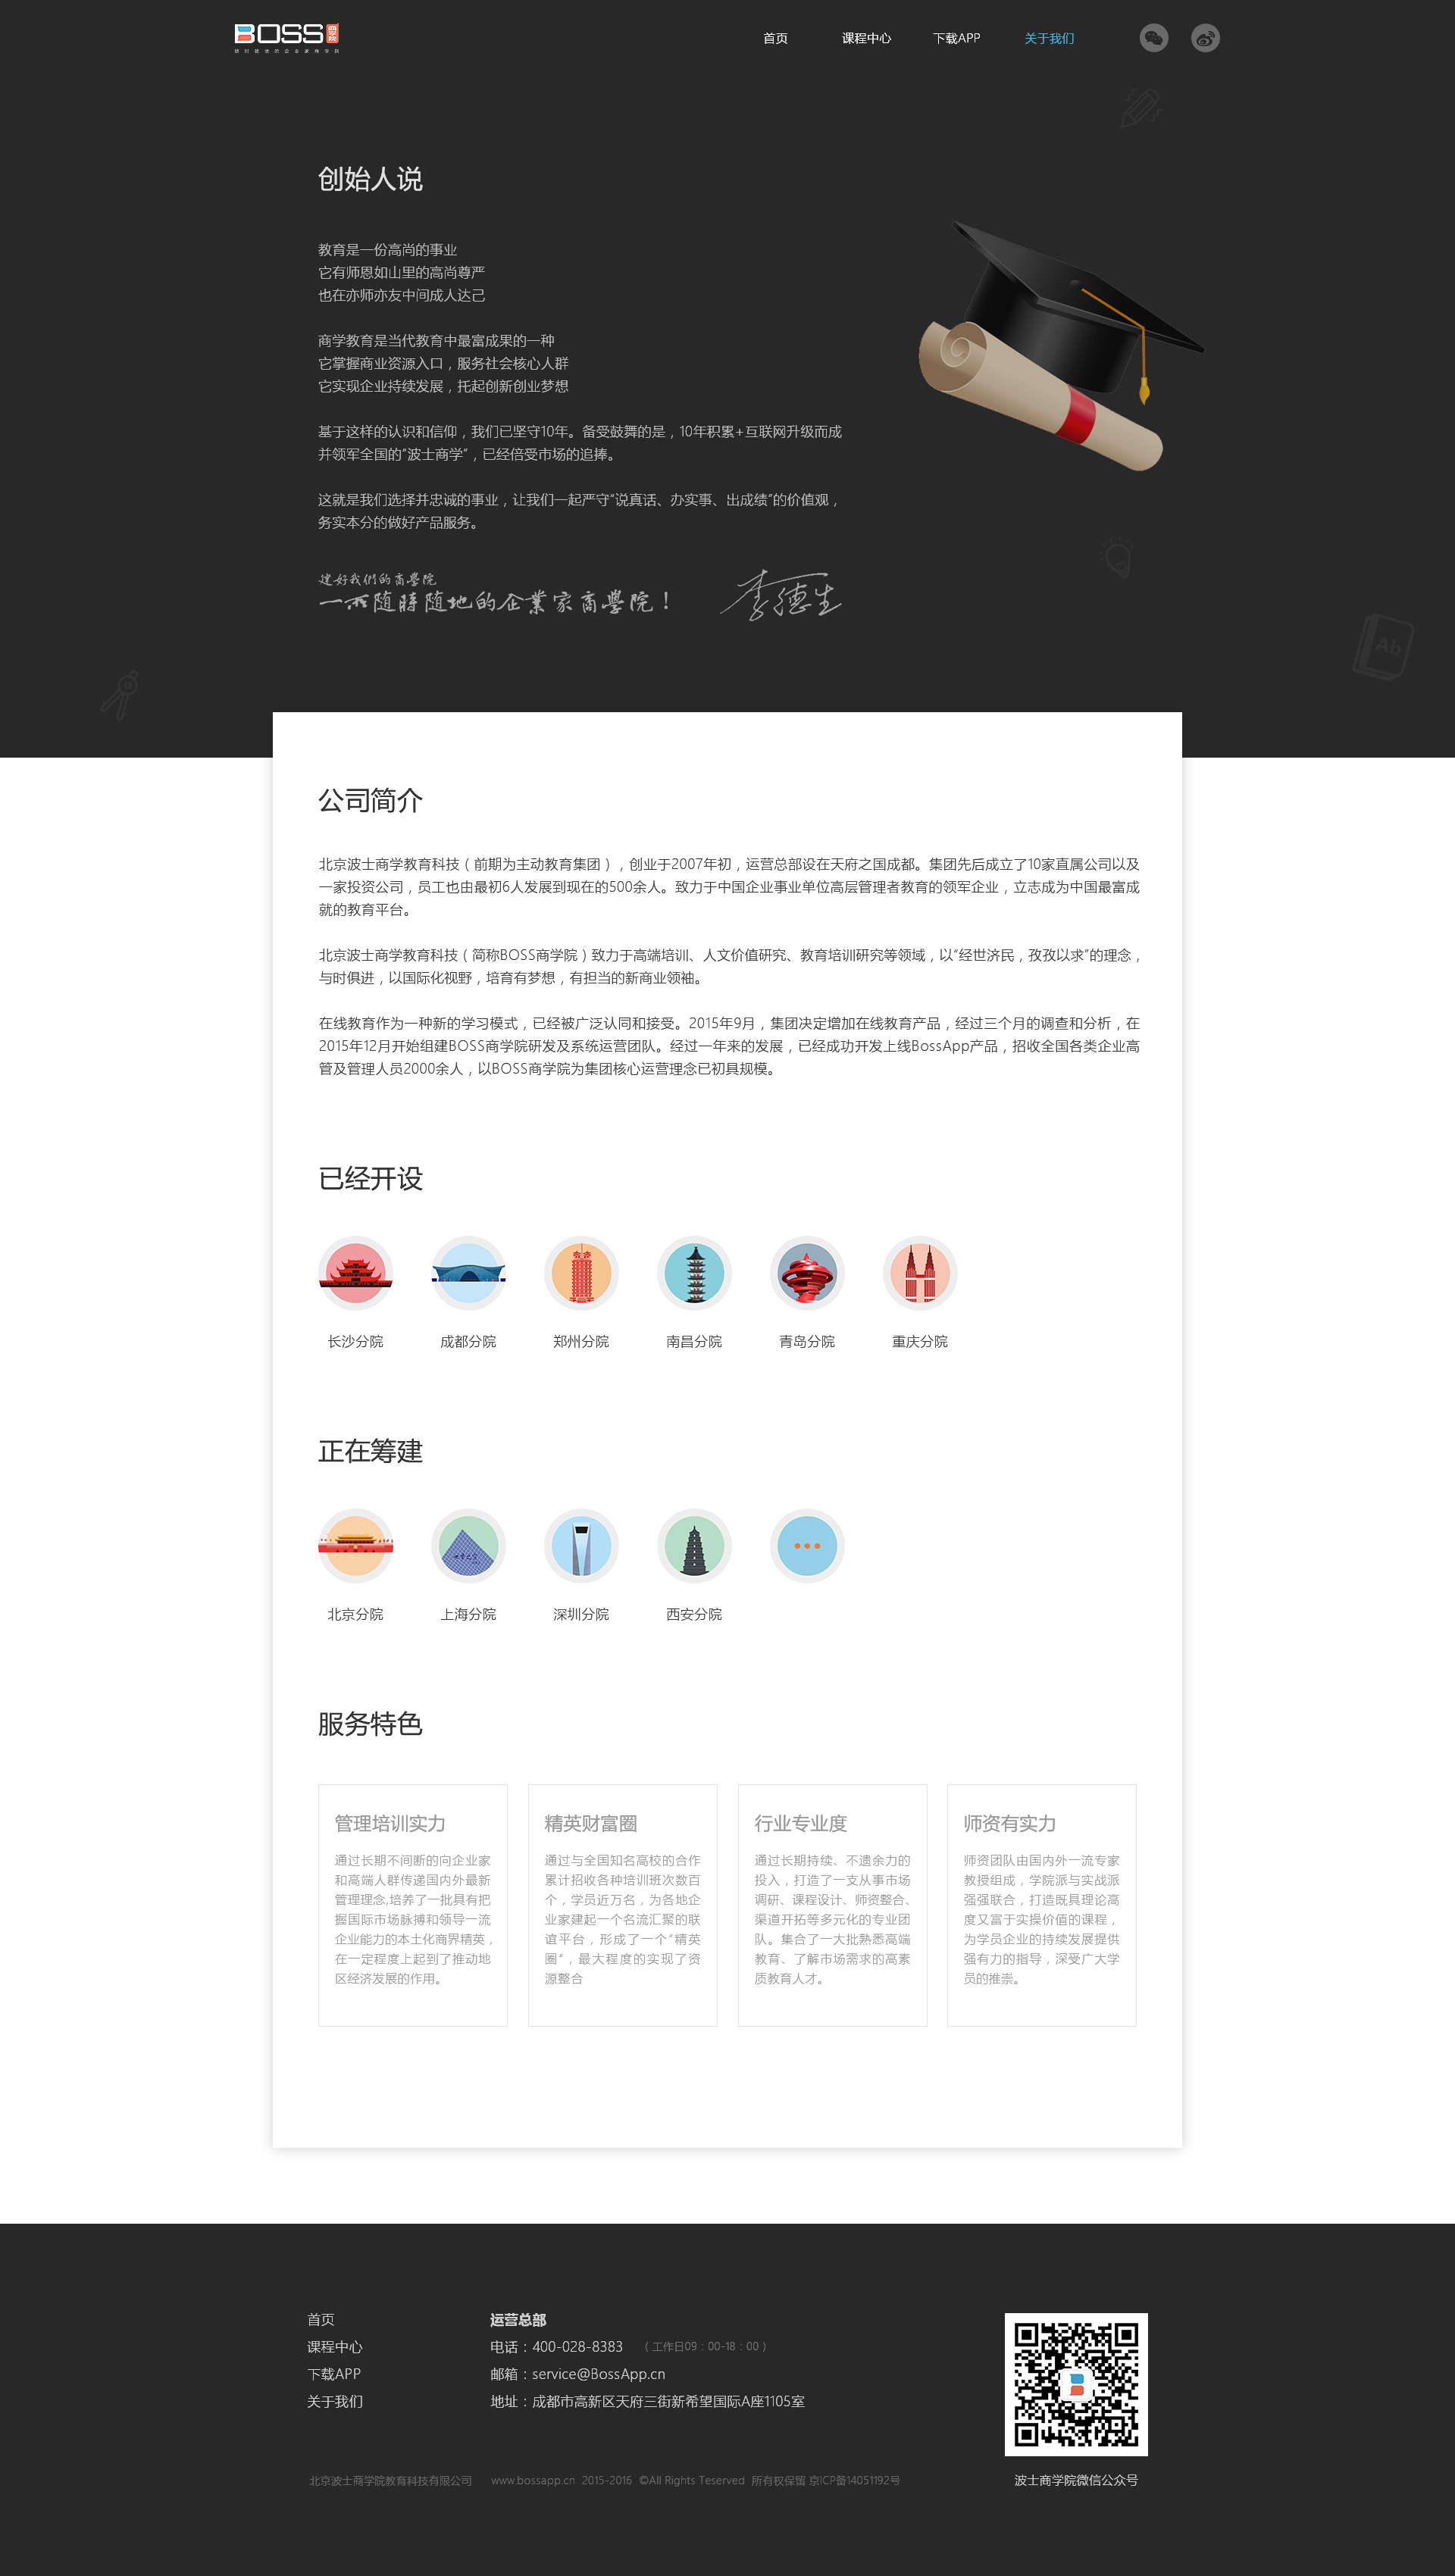 BOSS商学院
随时随地的企业家商学院
首页
课程中心
下载APP
关于我们
创始人说
教育是一份高尚的事业
它有师恩如山里的高尚尊严
也在亦师亦友中间成人达己
商学教育是当代教育中最富成果的一种
它掌握商业资源入口，服务社会核心人群
它实现企业持续发展，托起创新创业梦想
基于这样的认识和信仰，我们已坚守10年。备受鼓舞的是，10年积累+互联网升级而成
并领军全国的“波士商学”，已经倍受市场的追捧。
这就是我们选择并忠诚的事业，让我们一起严守“说真话、办实事、出成绩”的价值观，
务实本分的做好产品服务。
建好我們的商學院
一所随時随地的企業家商學院！
李德生
Ab
公司简介
北京波士商学教育科技（前期为主动教育集团），创业于2007年初，运营总部设在天府之国成都。集团先后成立了10家直属公司以及
一家投资公司，员工也由最初6人发展到现在的500余人。致力于中国企业事业单位高层管理者教育的领军企业，立志成为中国最富成
就的教育平台。
北京波士商学教育科技（简称BOSS商学院）致力于高端培训、人文价值研究、教育培训研究等领域，以“经世济民，孜孜以求”的理念，
与时俱进，以国际化视野，培育有梦想，有担当的新商业领袖。
在线教育作为一种新的学习模式，已经被广泛认同和接受。2015年9月，集团决定增加在线教育产品，经过三个月的调查和分析，在
2015年12月开始组建BOSS商学院研发及系统运营团队。经过一年来的发展，已经成功开发上线BossApp产品，招收全国各类企业高
管及管理人员2000余人，以BOSS商学院为集团核心运营理念已初具规模。
已经开设
长沙分院
成都分院
郑州分院
南昌分院
青岛分院
重庆分院
正在筹建
北京分院
上海分院
深圳分院
西安分院
服务特色
管理培训实力
通过长期不间断的向企业家
和高端人群传递国内外最新
管理理念,培养了一批具有把
握国际市场脉搏和领导一流
企业能力的本土化商界精英，
在一定程度上起到了推动地
区经济发展的作用。
精英财富圈
通过与全国知名高校的合作
累计招收各种培训班次数百
个，学员近万名，为各地企
业家建起一个名流汇聚的联
谊平台，形成了一个“精英
圈”，最大程度的实现了资
源整合
行业专业度
通过长期持续、不遗余力的
投入，打造了一支从事市场
调研、课程设计、师资整合、
渠道开拓等多元化的专业团
队。集合了一大批熟悉高端
教育、了解市场需求的高素
质教育人才。
师资有实力
师资团队由国内外一流专家
教授组成，学院派与实战派
强强联合，打造既具理论高
度又富于实操价值的课程，
为学员企业的持续发展提供
强有力的指导，深受广大学
员的推崇。
首页
课程中心
下载APP
关于我们
运营总部
电话：400-028-8383 （工作日09：00-18：00）
邮箱：service@BossApp.cn
地址：成都市高新区天府三街新希望国际A座1105室
北京波士商学院教育科技有限公司 www.bossapp.cn 2015-2016 ©All Rights Teserved 所有权保留 京ICP备14051192号
波士商学院微信公众号